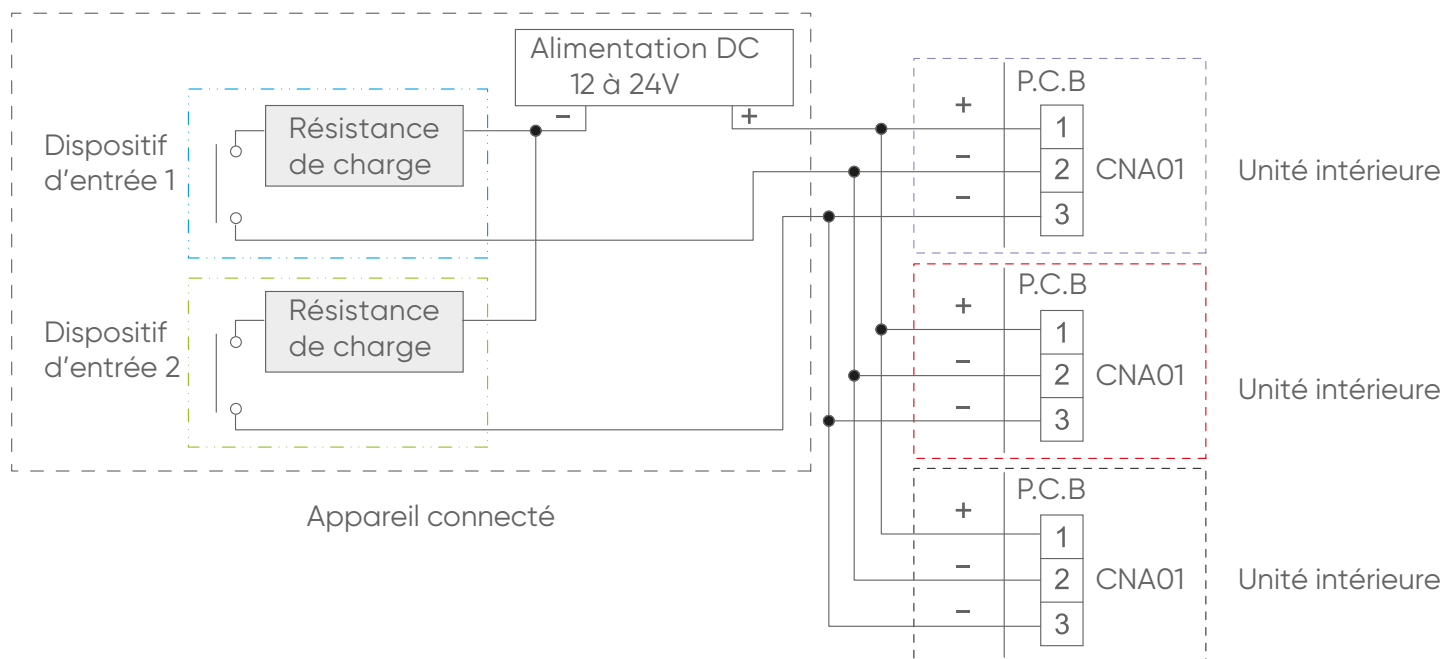 Alimentation DC
12 à 24V
-
+
Dispositif
d'entrée 1
Résistance
de charge
Dispositif
d'entrée 2
Résistance
de charge
Appareil connecté
P.C.B
+
1
-
2
CNA01
-
3
Unité intérieure
P.C.B
+
1
-
2
CNA01
-
3
Unité intérieure
P.C.B
+
1
-
2
CNA01
-
3
Unité intérieure